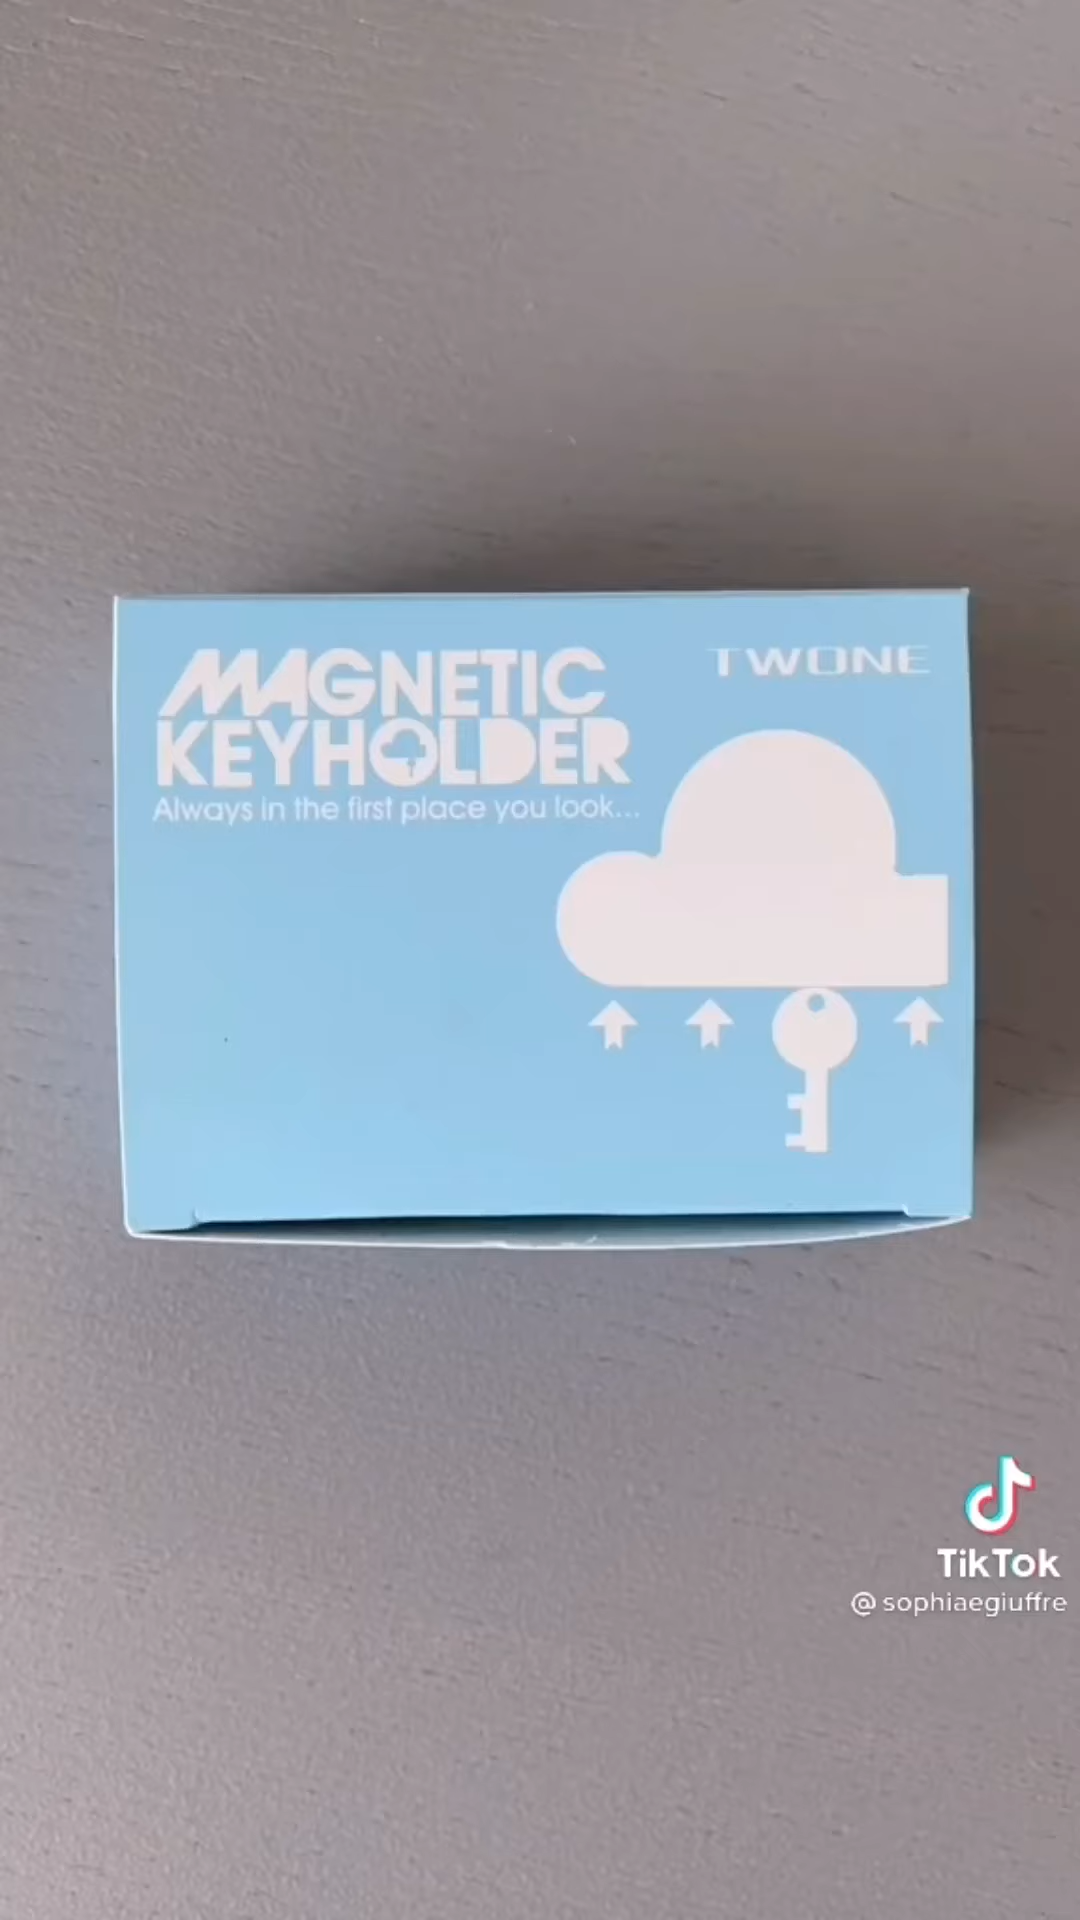 MAGNETIC
KEYHOLDER
Always in the first place you look...
TWONE
TikTok
@sophiaegiuffre